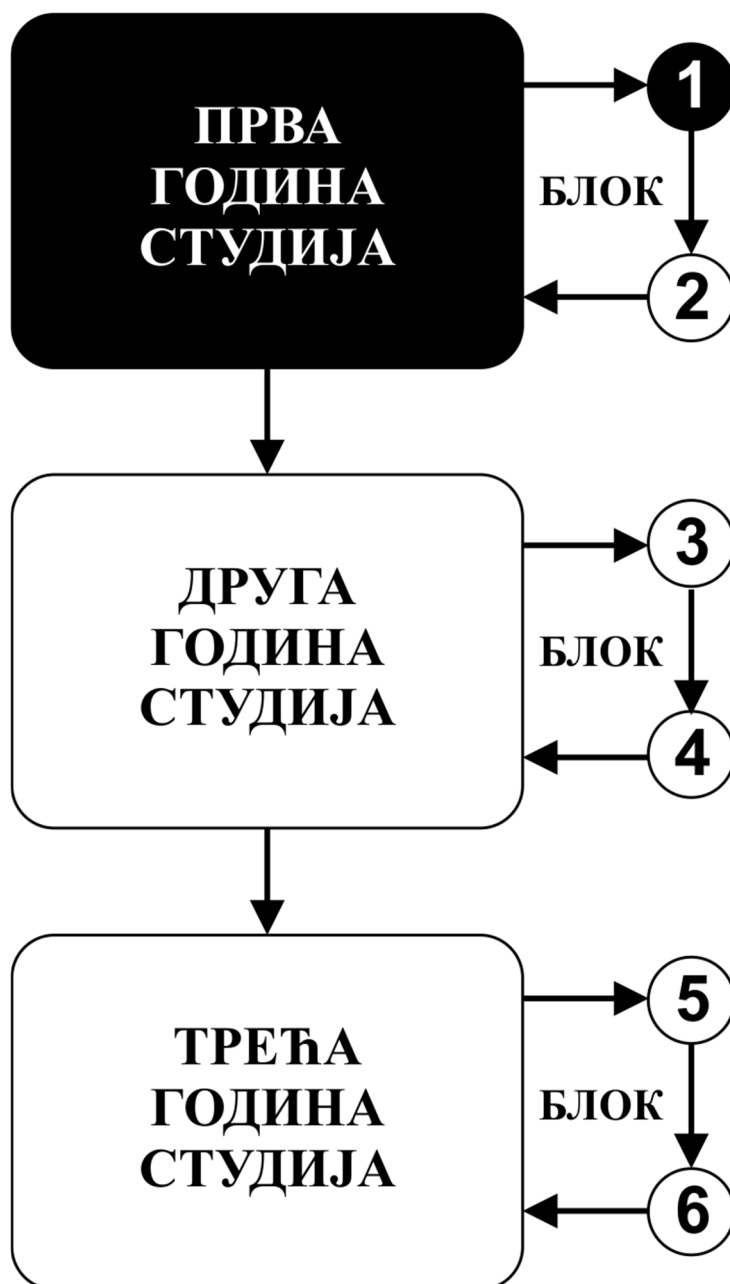 ПРВА
ГОДИНА
СТУДИЈА
1
БЛОК
2
ДРУГА
ГОДИНА
СТУДИЈА
3
БЛОК
4
ТРЕЋА
ГОДИНА
СТУДИЈА
5
БЛОК
6